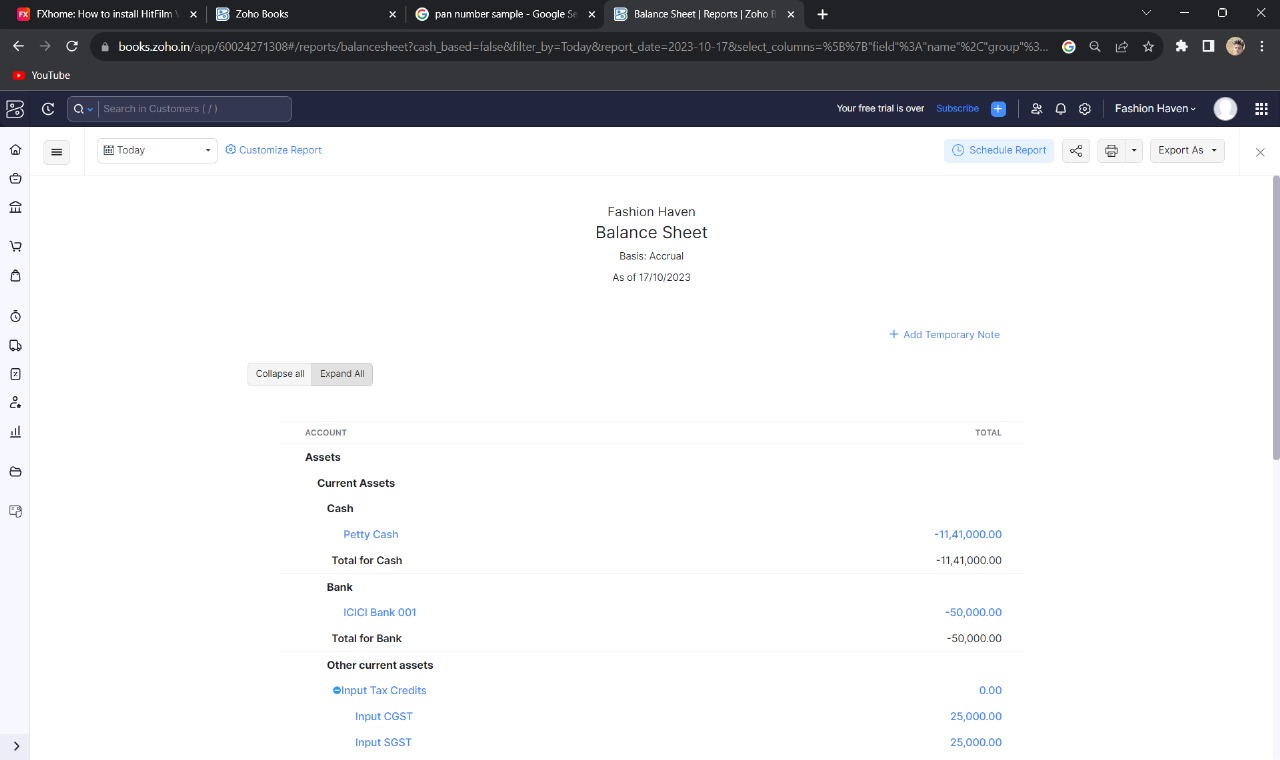 FXhome: How to install HitFilm
Zoho Books
pan number sample - Google Se
Balance Sheet | Reports | Zoho B
books.zoho.in/app/60024271308#/reports/balancesheet?cash_based=false&filter_by=Today&report_date=2023-10-17&select_columns=%5B%7B"field"%3A"name"%2C"group"%3...
YouTube
Search in Customers ( / )
Your free trial is over
Subscribe
Fashion Haven
Today
Customize Report
Schedule Report
Export As
Fashion Haven
Balance Sheet
Basis: Accrual
As of 17/10/2023
+ Add Temporary Note
Collapse all
Expand All
ACCOUNT TOTAL
Assets
Current Assets
Cash
Petty Cash -11,41,000.00
Total for Cash -11,41,000.00
Bank
ICICI Bank 001 -50,000.00
Total for Bank -50,000.00
Other current assets
Input Tax Credits 0.00
Input CGST 25,000.00
Input SGST 25,000.00